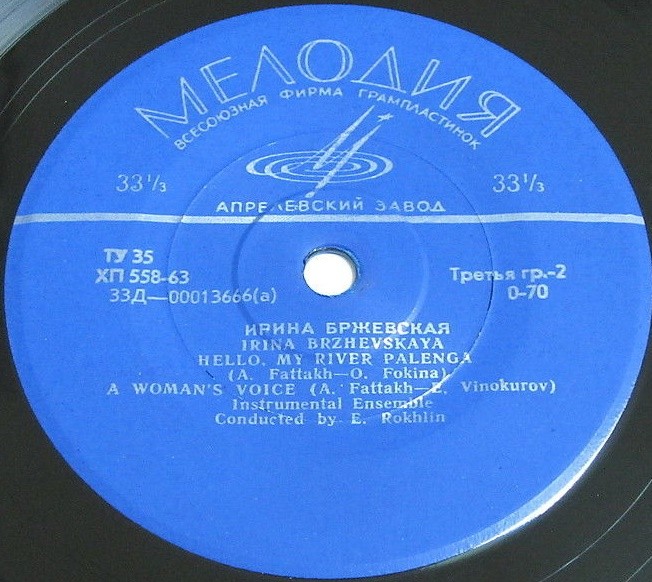 МЕЛОДИЯ
ВСЕСОЮЗНАЯ ФИРМА ГРАМПЛАСТИНОК
33⅓ 33⅓
АПРЕЛЕВСКИЙ ЗАВОД
ТУ 35
ХП 558-63
33Д—00013666(а)
Третья гр.-2
0-70
ИРИНА БРЖЕВСКАЯ
IRINA BRZHEVSKAYA
HELLO, MY RIVER PALENGA
(A. Fattakh—O. Fokina)
A WOMAN'S VOICE (A. Fattakh—E. Vinokurov)
Instrumental Ensemble
Conducted by E. Rokhlin